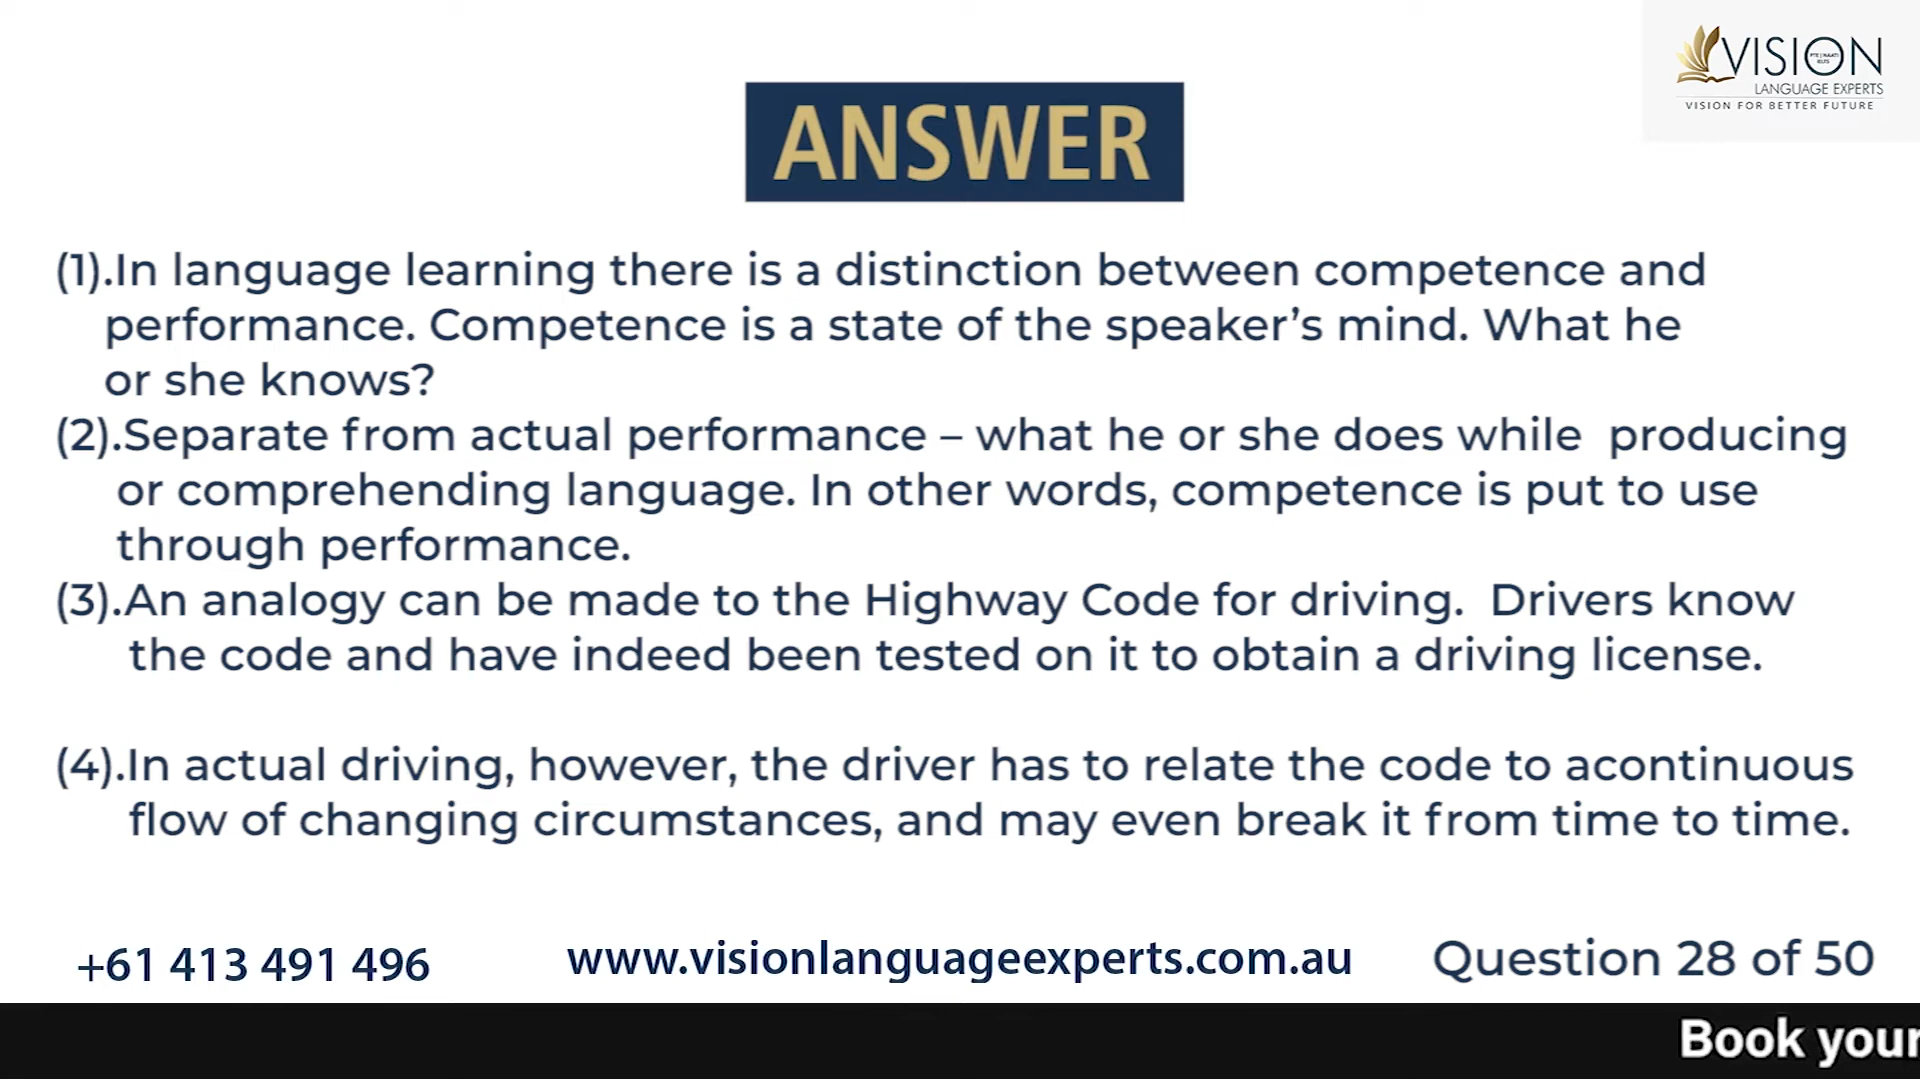 VISION
PTE | NAATI
IELTS
LANGUAGE EXPERTS
VISION FOR BETTER FUTURE
ANSWER
(1).In language learning there is a distinction between competence and
performance. Competence is a state of the speaker’s mind. What he
or she knows?
(2).Separate from actual performance – what he or she does while producing
or comprehending language. In other words, competence is put to use
through performance.
(3).An analogy can be made to the Highway Code for driving. Drivers know
the code and have indeed been tested on it to obtain a driving license.
(4).In actual driving, however, the driver has to relate the code to acontinuous
flow of changing circumstances, and may even break it from time to time.
+61 413 491 496
www.visionlanguageexperts.com.au
Question 28 of 50
Book your